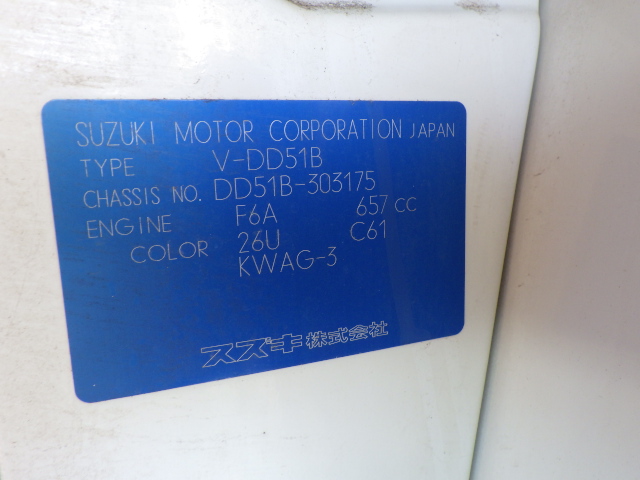 SUZUKI MOTOR CORPORATION JAPAN
TYPE V-DD51B
CHASSIS NO. DD51B-303175
ENGINE F6A 657 CC
COLOR 26U C61
KWAG-3
スズキ株式会社